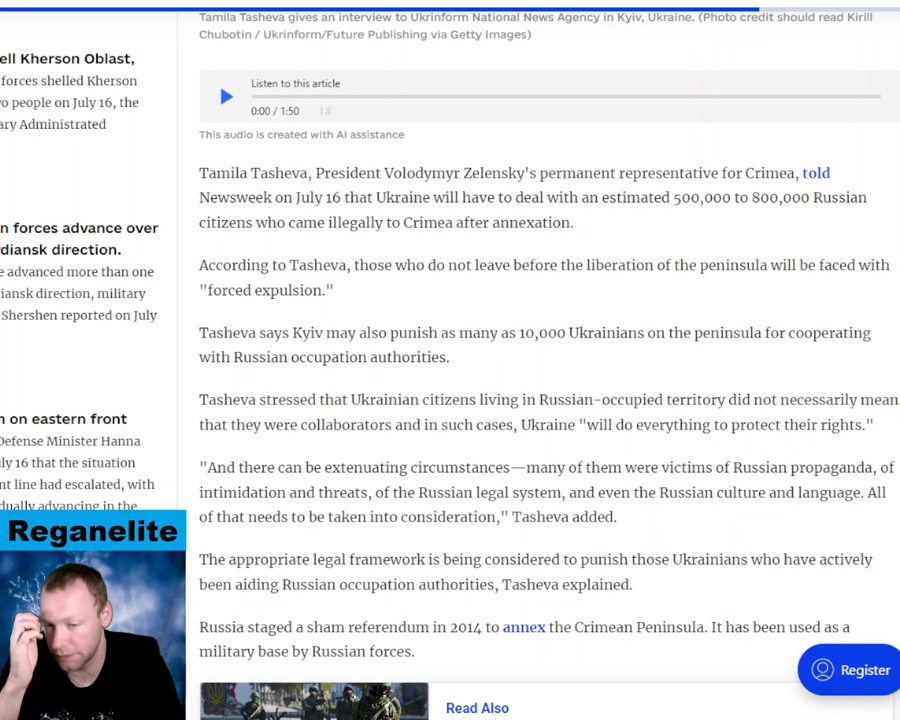 Tamila Tasheva gives an interview to Ukrinform National News Agency in Kyiv, Ukraine. (Photo credit should read Kirill
Chubotin / Ukrinform/Future Publishing via Getty Images)
Listen to this article
0:00 / 1:50 1X
This audio is created with AI assistance
Tamila Tasheva, President Volodymyr Zelensky's permanent representative for Crimea, told
Newsweek on July 16 that Ukraine will have to deal with an estimated 500,000 to 800,000 Russian
citizens who came illegally to Crimea after annexation.
According to Tasheva, those who do not leave before the liberation of the peninsula will be faced with
"forced expulsion."
Tasheva says Kyiv may also punish as many as 10,000 Ukrainians on the peninsula for cooperating
with Russian occupation authorities.
Tasheva stressed that Ukrainian citizens living in Russian-occupied territory did not necessarily mean
that they were collaborators and in such cases, Ukraine "will do everything to protect their rights."
"And there can be extenuating circumstances—many of them were victims of Russian propaganda, of
intimidation and threats, of the Russian legal system, and even the Russian culture and language. All
of that needs to be taken into consideration," Tasheva added.
The appropriate legal framework is being considered to punish those Ukrainians who have actively
been aiding Russian occupation authorities, Tasheva explained.
Russia staged a sham referendum in 2014 to annex the Crimean Peninsula. It has been used as a
military base by Russian forces.
Read Also
Register
ell Kherson Oblast,
forces shelled Kherson
vo people on July 16, the
ary Administrated
n forces advance over
diansk direction.
e advanced more than one
iansk direction, military
Shershen reported on July
n on eastern front
Defense Minister Hanna
ly 16 that the situation
nt line had escalated, with
dually advancing in the
Reganelite